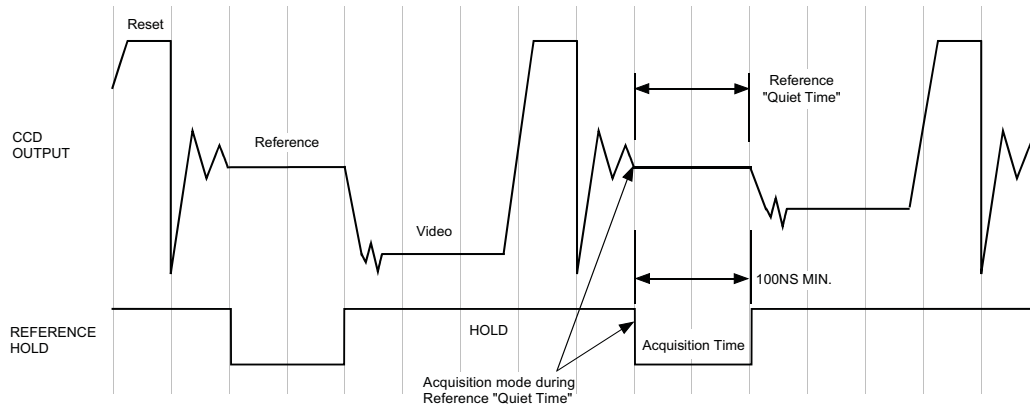 Reset
Reference
"Quiet Time"
CCD
OUTPUT
Reference
Video
100NS MIN.
REFERENCE
HOLD
HOLD
Acquisition Time
Acquisition mode during
Reference "Quiet Time"